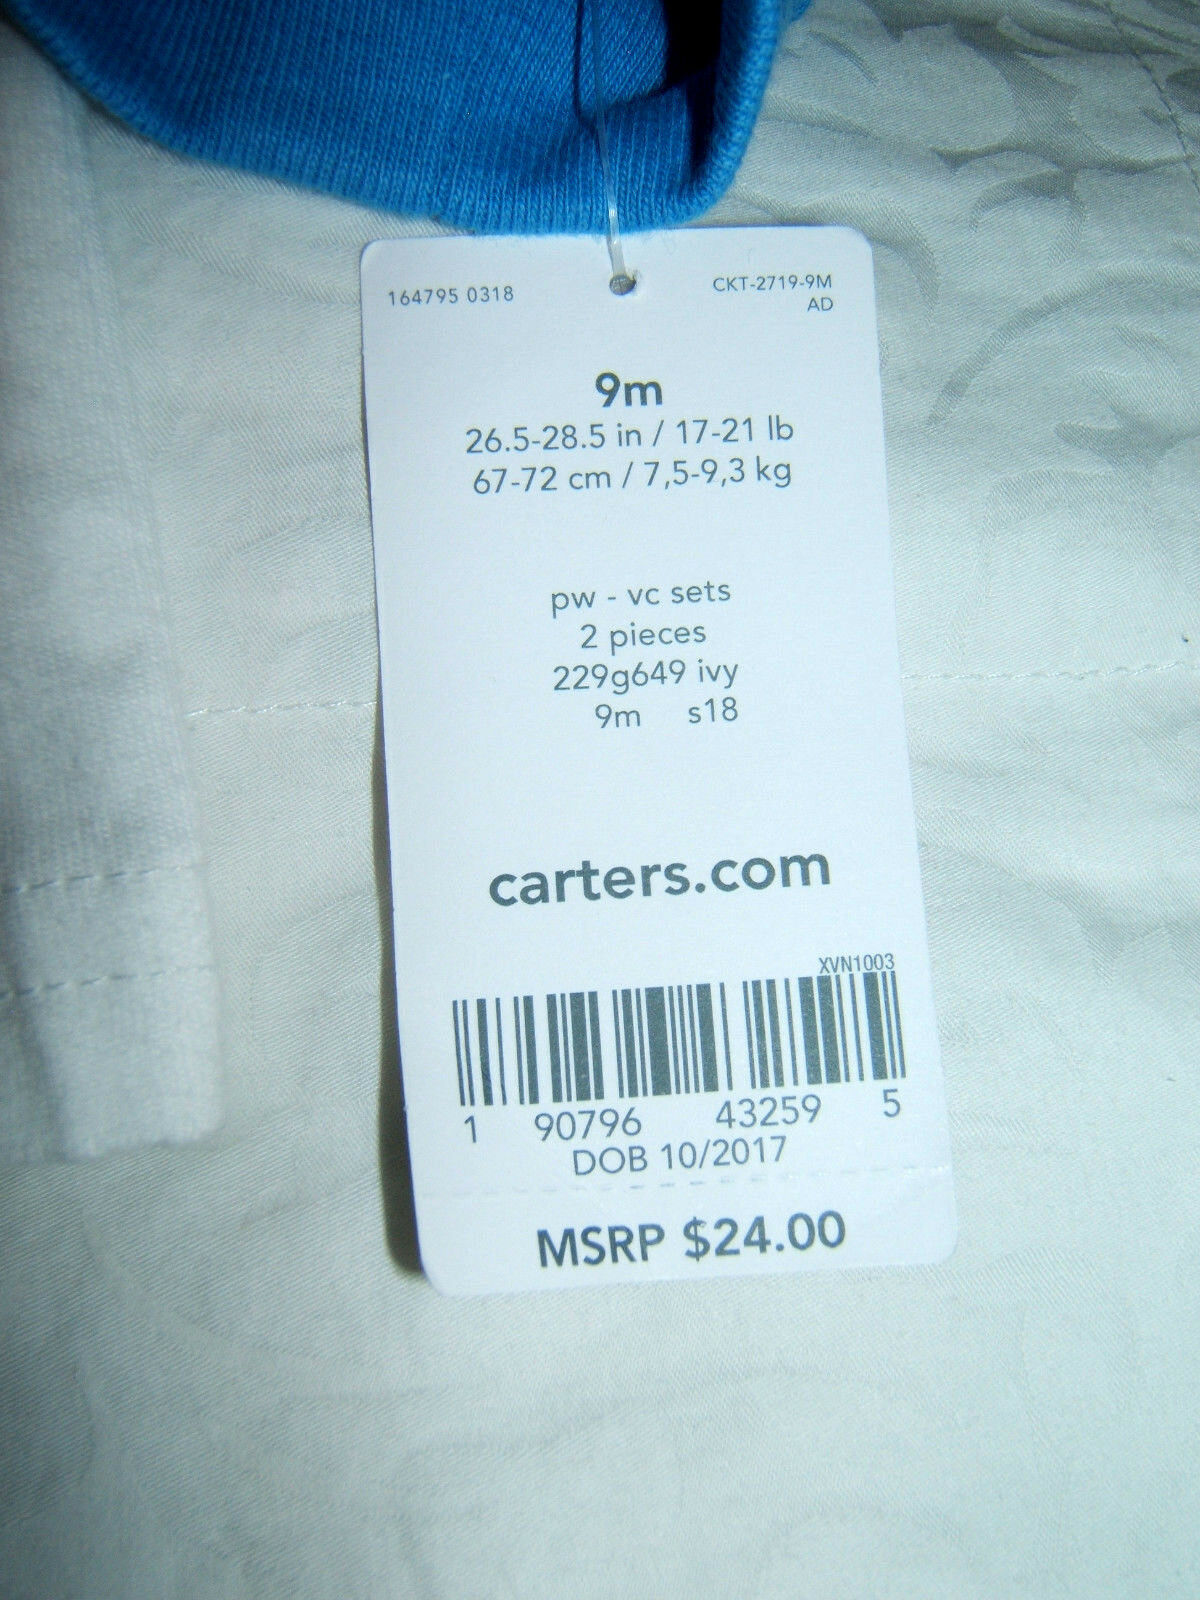 164795 0318
CKT-2719-9M
AD
9m
26.5-28.5 in / 17-21 lb
67-72 cm / 7,5-9,3 kg
pw - vc sets
2 pieces
229g649 ivy
9m s18
carters.com
XVN1003
1 90796 43259 5
DOB 10/2017
MSRP $24.00